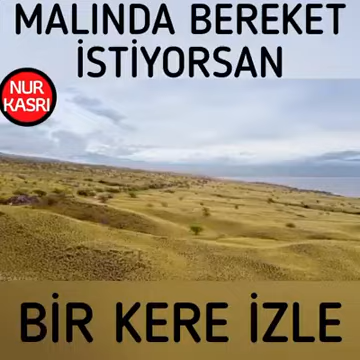 MALINDA BEREKET
İSTİYORSAN
NUR
KASRI
BİR KERE İZLE